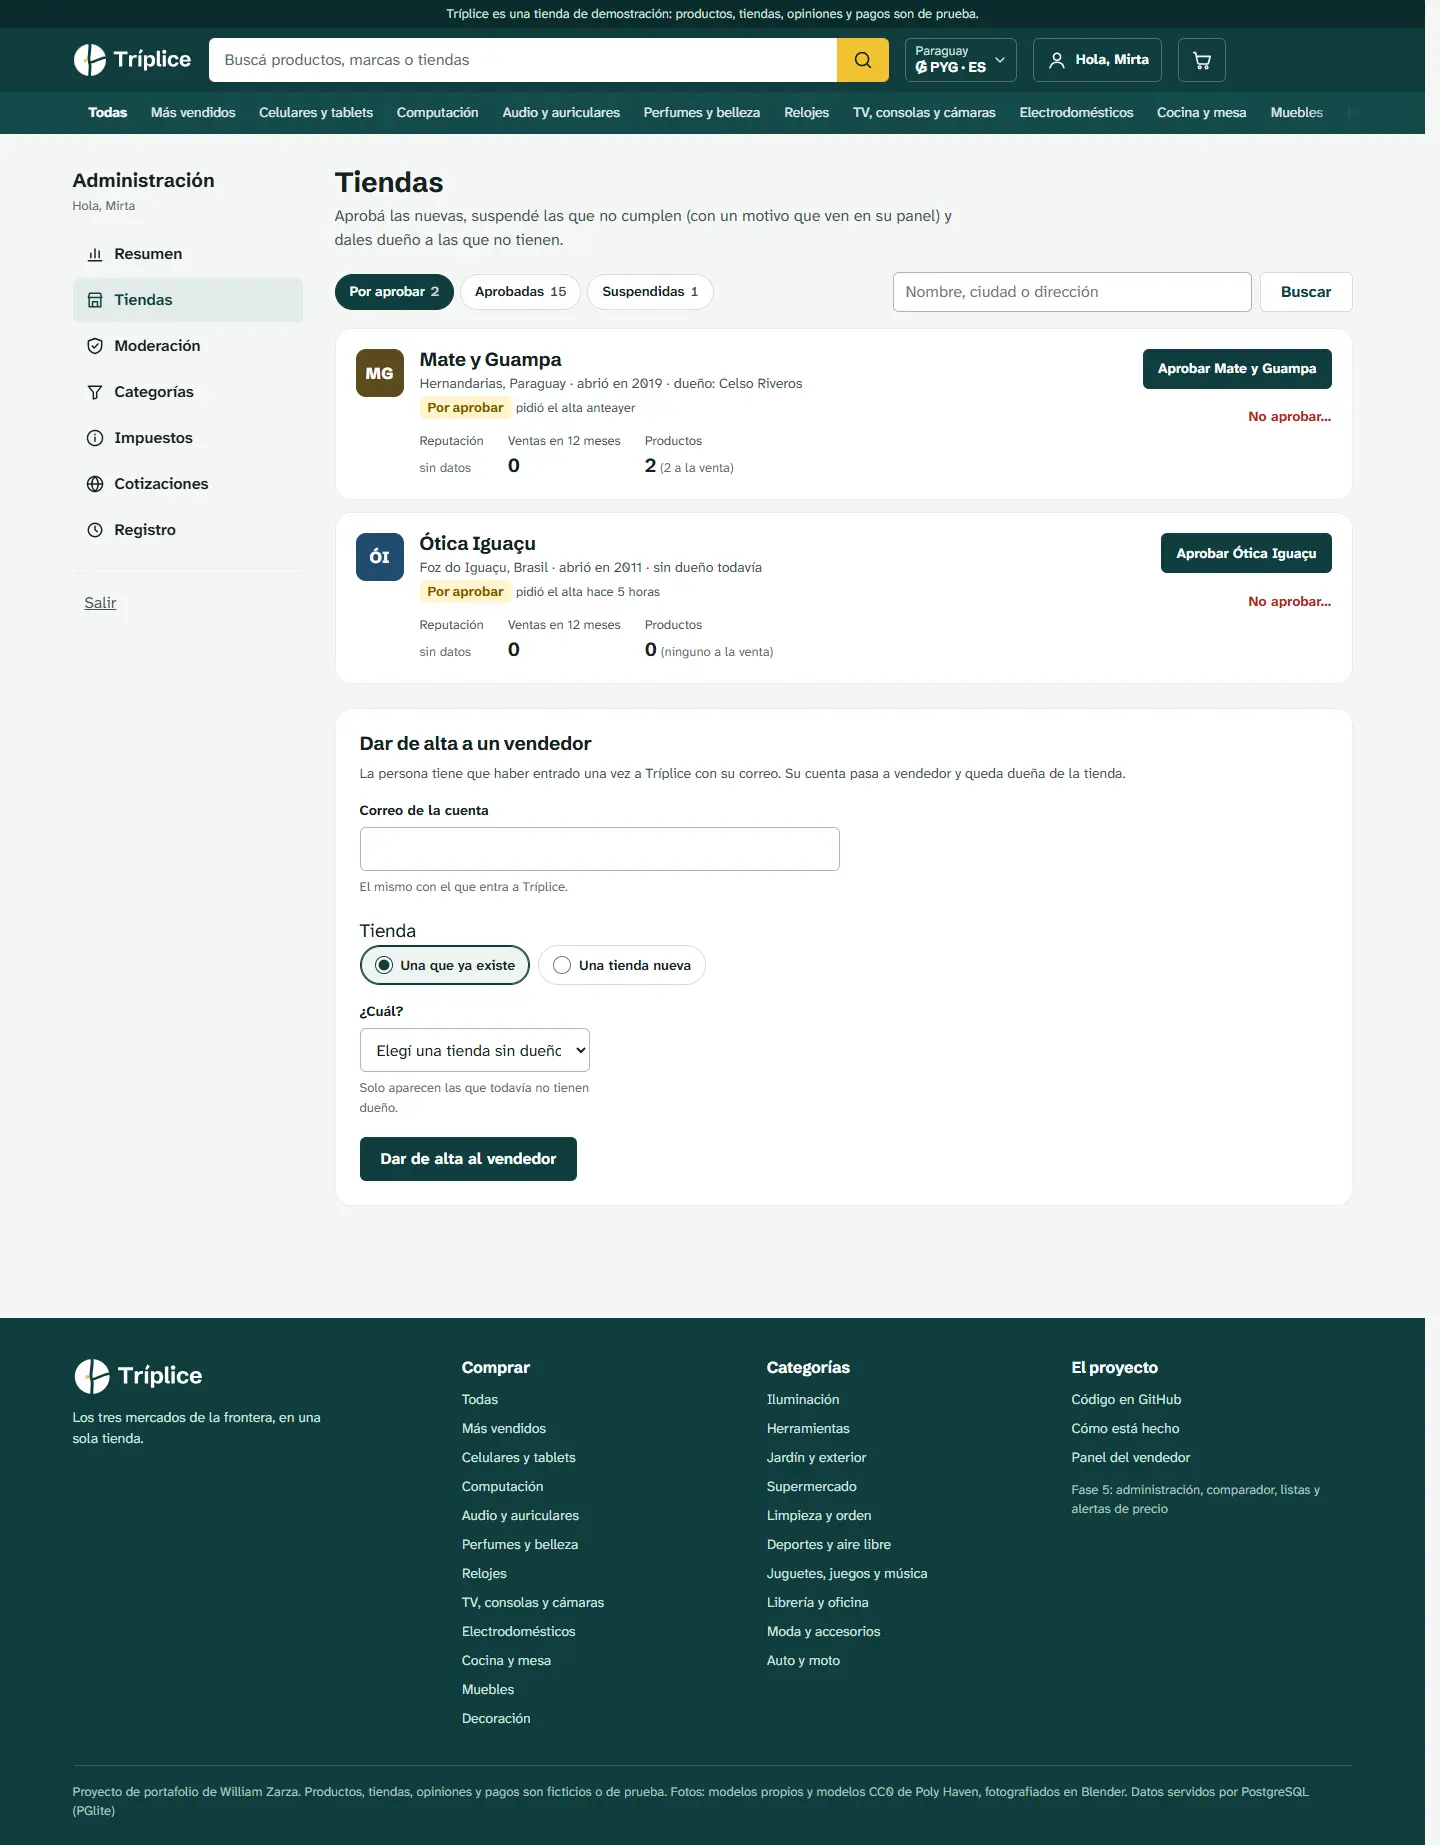 Tríplice es una tienda de demostración: productos, tiendas, opiniones y pagos son de prueba.
Tríplice
Buscá productos, marcas o tiendas
Paraguay
₲ PYG · ES
Hola, Mirta
Todas
Más vendidos
Celulares y tablets
Computación
Audio y auriculares
Perfumes y belleza
Relojes
TV, consolas y cámaras
Electrodomésticos
Cocina y mesa
Muebles
Administración
Hola, Mirta
Resumen
Tiendas
Moderación
Categorías
Impuestos
Cotizaciones
Registro
Salir
Tiendas
Aprobá las nuevas, suspendé las que no cumplen (con un motivo que ven en su panel) y
dales dueño a las que no tienen.
Por aprobar 2
Aprobadas 15
Suspendidas 1
Nombre, ciudad o dirección
Buscar
MG
Mate y Guampa
Hernandarias, Paraguay · abrió en 2019 · dueño: Celso Riveros
Por aprobar pidió el alta anteayer
Reputación
sin datos
Ventas en 12 meses
0
Productos
2 (2 a la venta)
Aprobar Mate y Guampa
No aprobar...
ÓI
Ótica Iguaçu
Foz do Iguaçu, Brasil · abrió en 2011 · sin dueño todavía
Por aprobar pidió el alta hace 5 horas
Reputación
sin datos
Ventas en 12 meses
0
Productos
0 (ninguno a la venta)
Aprobar Ótica Iguaçu
No aprobar...
Dar de alta a un vendedor
La persona tiene que haber entrado una vez a Tríplice con su correo. Su cuenta pasa a vendedor y queda dueña de la tienda.
Correo de la cuenta
El mismo con el que entra a Tríplice.
Tienda
Una que ya existe
Una tienda nueva
¿Cuál?
Elegí una tienda sin dueño
Solo aparecen las que todavía no tienen
dueño.
Dar de alta al vendedor
Tríplice
Los tres mercados de la frontera, en una
sola tienda.
Comprar
Todas
Más vendidos
Celulares y tablets
Computación
Audio y auriculares
Perfumes y belleza
Relojes
TV, consolas y cámaras
Electrodomésticos
Cocina y mesa
Muebles
Decoración
Categorías
Iluminación
Herramientas
Jardín y exterior
Supermercado
Limpieza y orden
Deportes y aire libre
Juguetes, juegos y música
Librería y oficina
Moda y accesorios
Auto y moto
El proyecto
Código en GitHub
Cómo está hecho
Panel del vendedor
Fase 5: administración, comparador, listas y
alertas de precio
Proyecto de portafolio de William Zarza. Productos, tiendas, opiniones y pagos son ficticios o de prueba. Fotos: modelos propios y modelos CC0 de Poly Haven, fotografiados en Blender. Datos servidos por PostgreSQL
(PGlite)